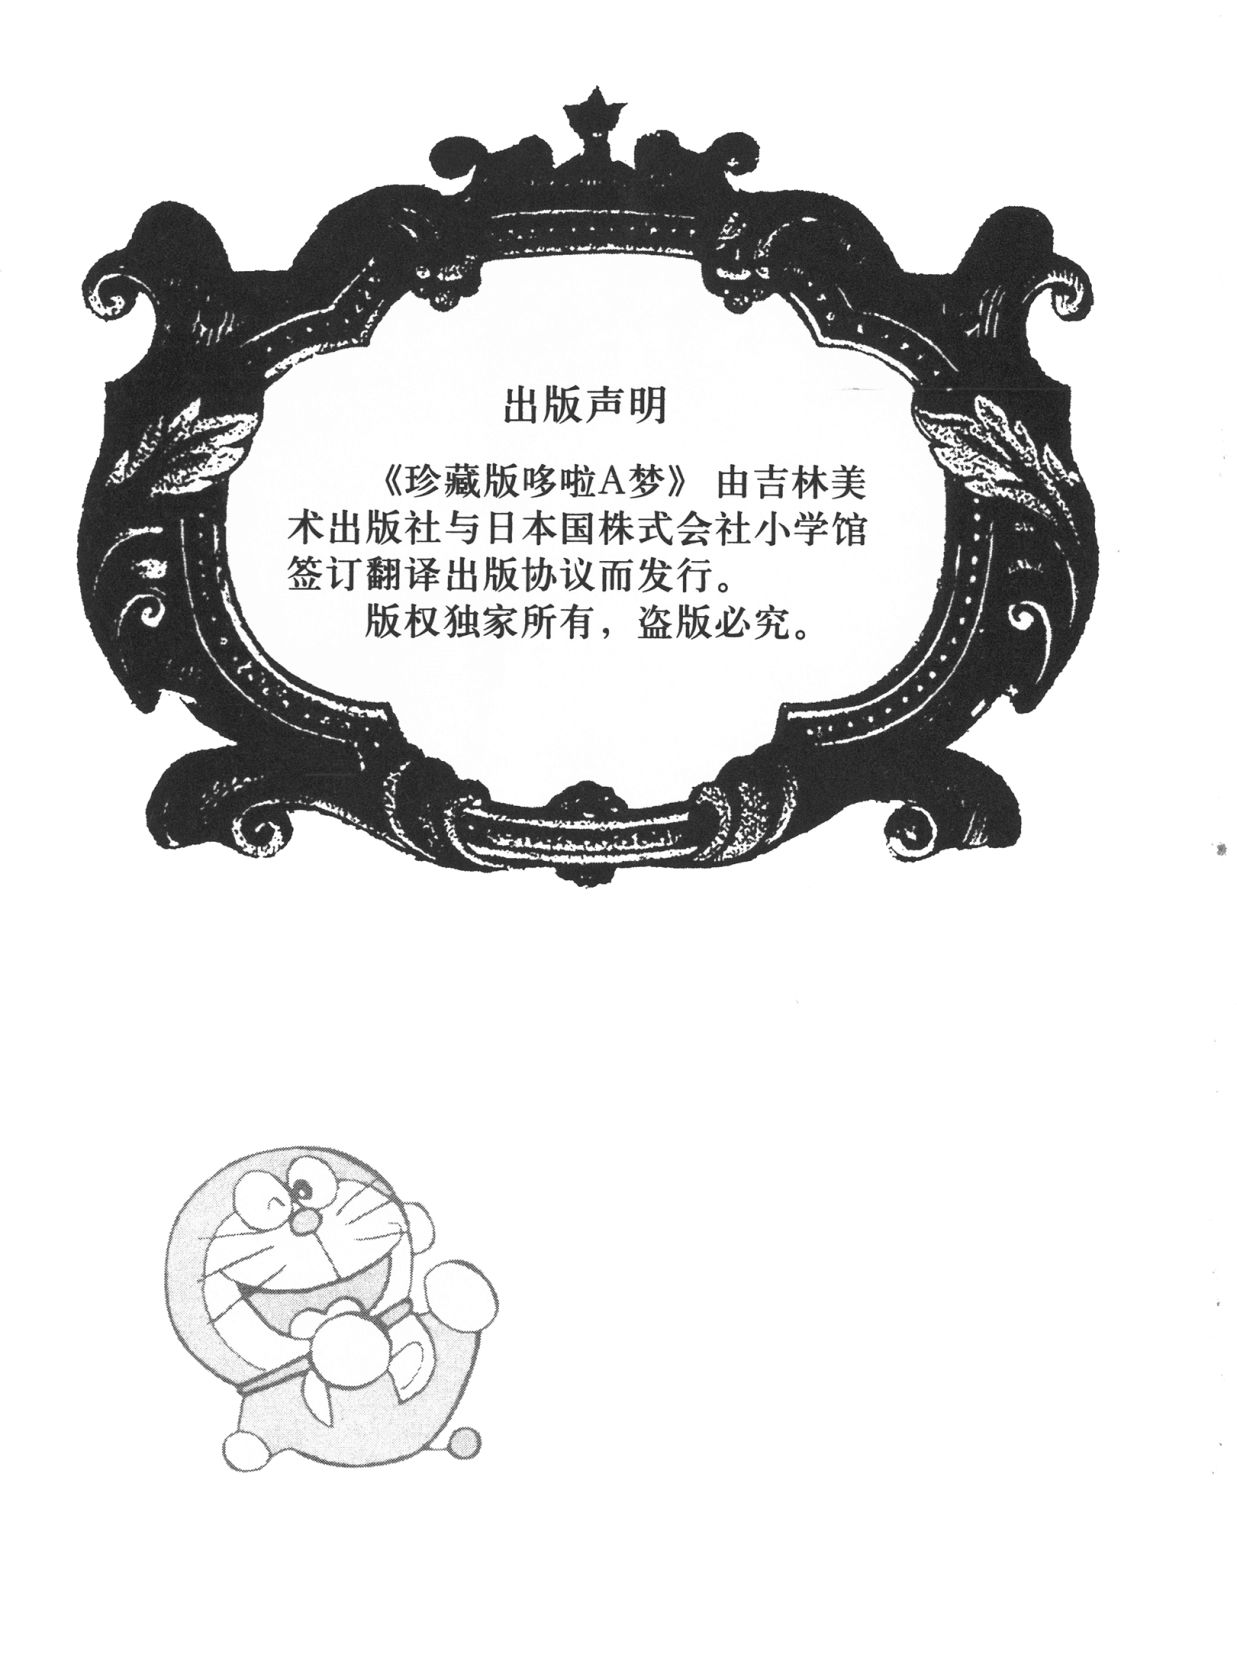 出版声明
《珍藏版哆啦A梦》 由吉林美
术出版社与日本国株式会社小学馆
签订翻译出版协议而发行。
版权独家所有，盗版必究。